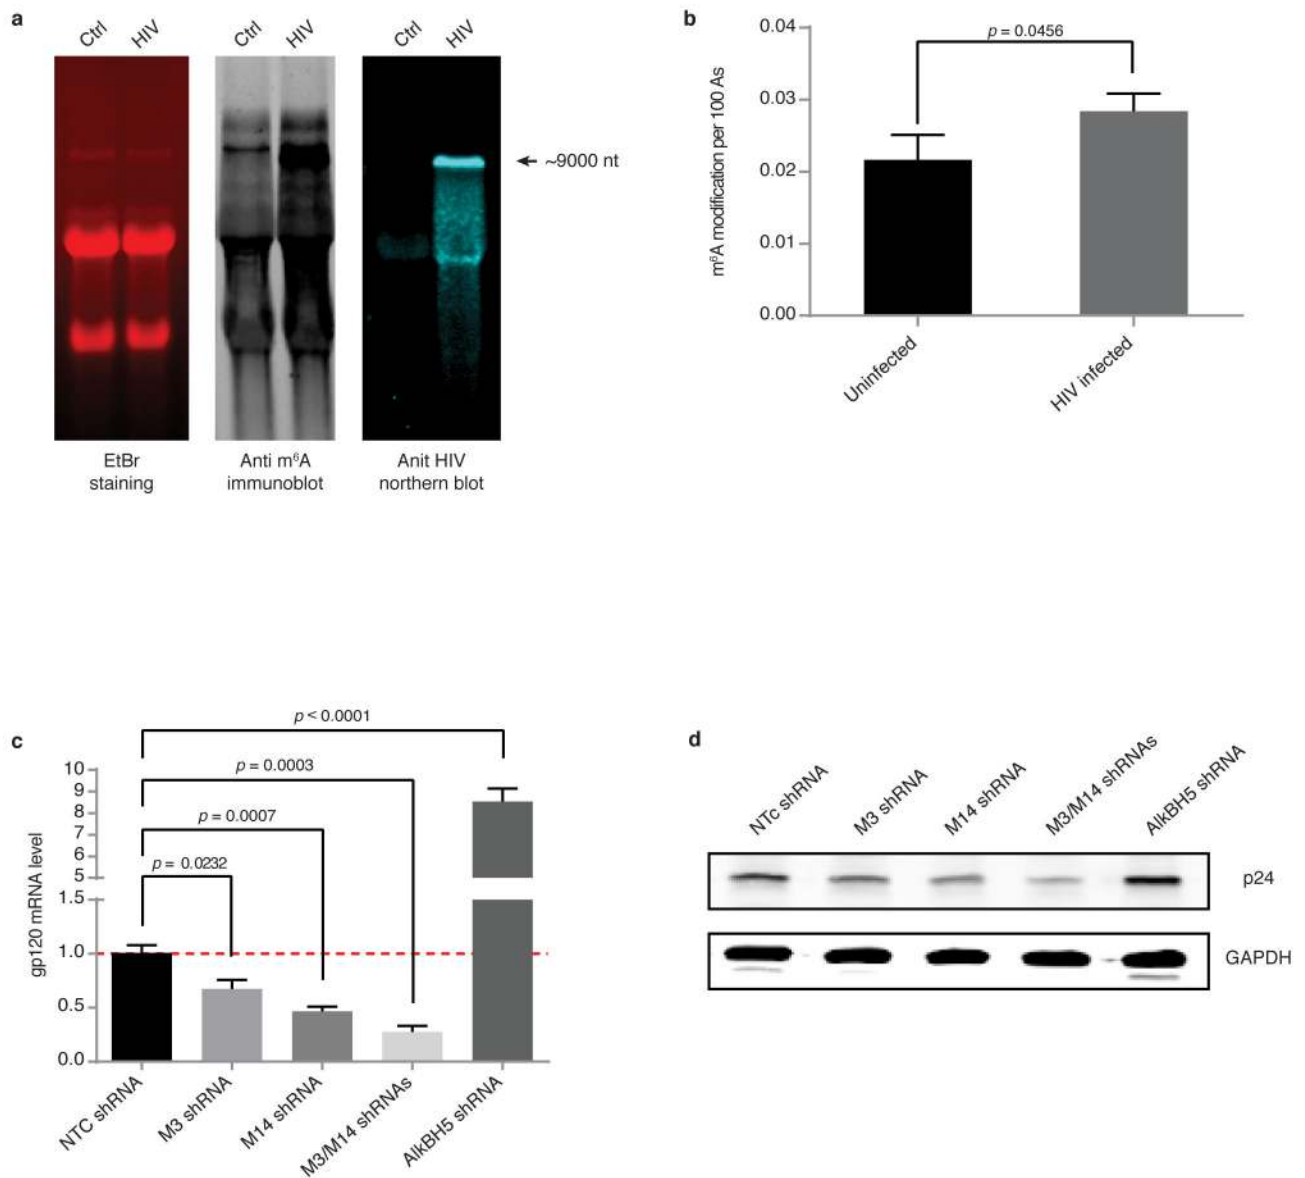 a
Ctrl HIV Ctrl HIV Ctrl HIV
~9000 nt
EtBr
staining
Anti m⁶A
immunoblot
Anit HIV
northern blot
b
m⁶A modification per 100 As
0.04
0.03
0.02
0.01
0.00
p = 0.0456
Uninfected
HIV infected
c
gp120 mRNA level
10
9
8
7
6
5
1.5
1.0
0.5
0.0
p < 0.0001
p = 0.0003
p = 0.0007
p = 0.0232
NTC shRNA
M3 shRNA
M14 shRNA
M3/M14 shRNAs
AlkBH5 shRNA
d
NTc shRNA
M3 shRNA
M14 shRNA
M3/M14 shRNAs
AlkBH5 shRNA
p24
GAPDH